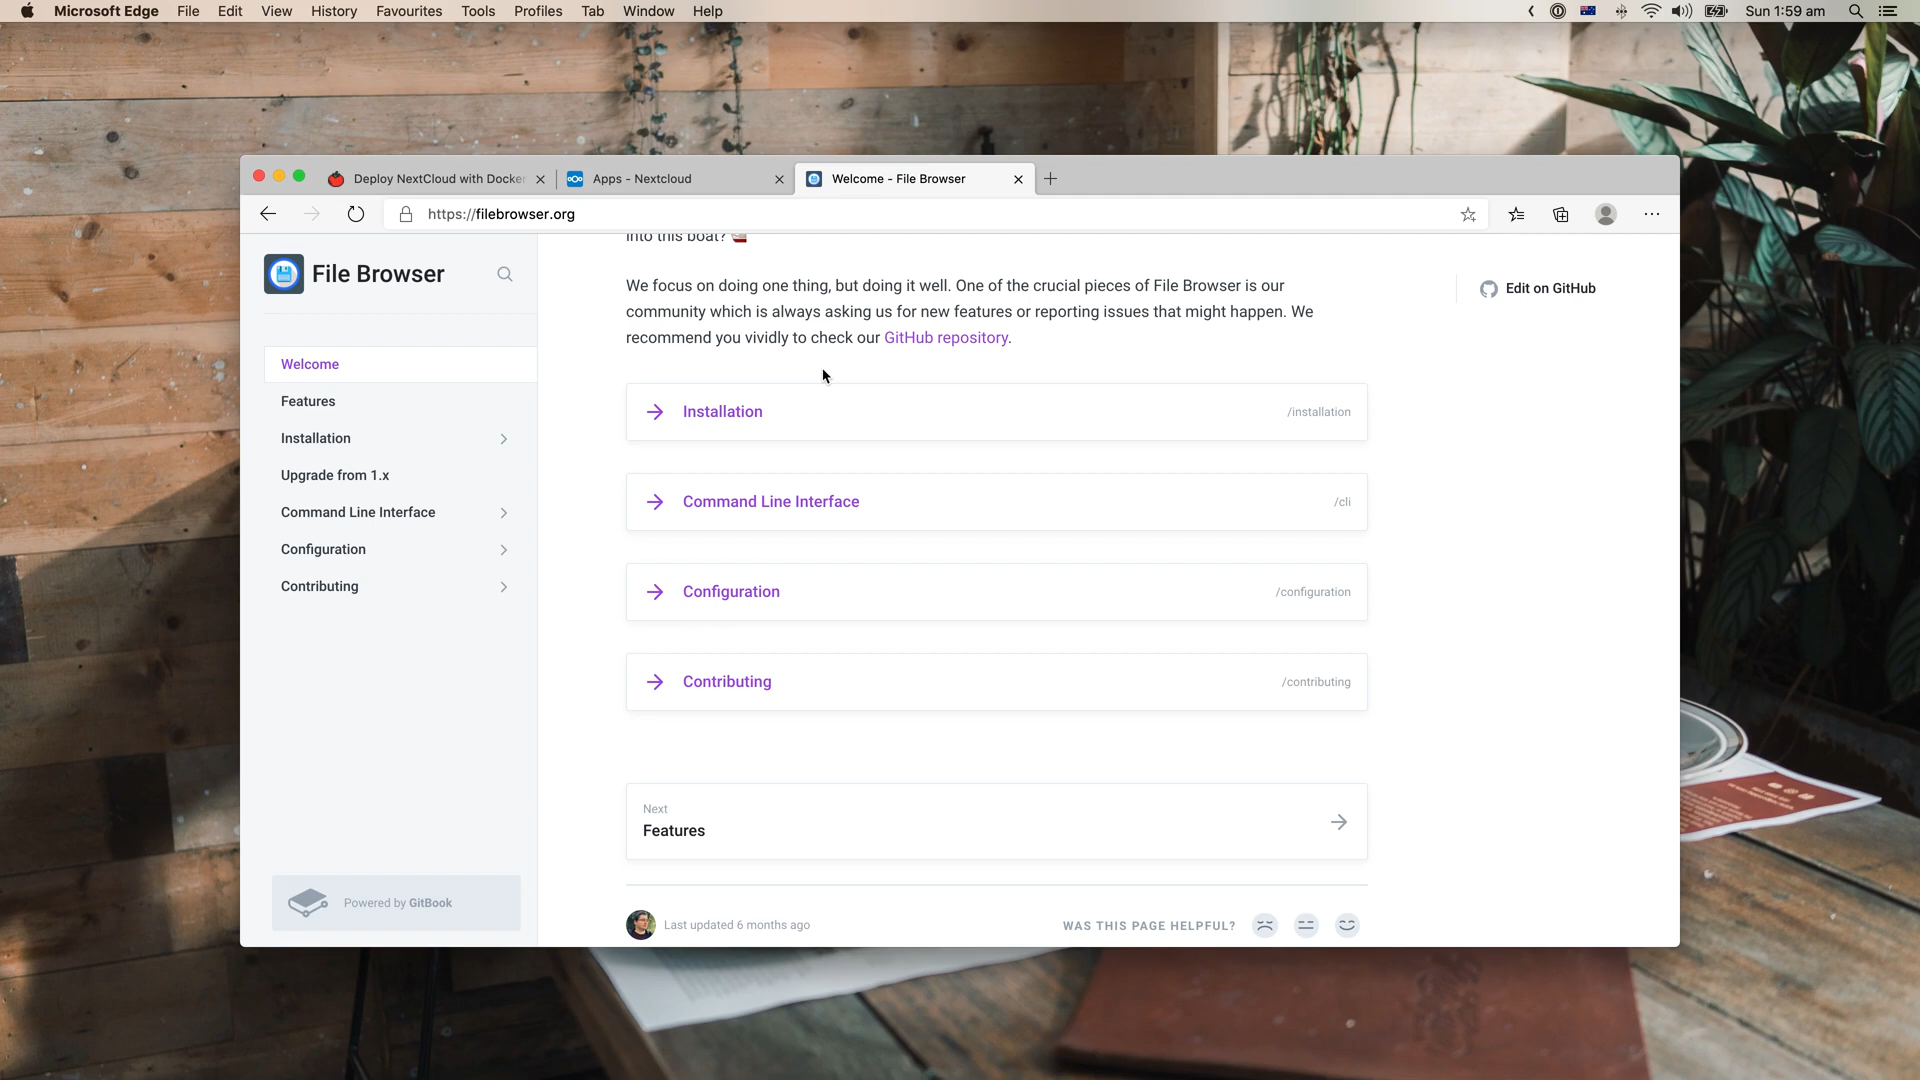 Microsoft Edge File Edit View History Favourites Tools Profiles Tab Window Help Sun 1:59 am
Deploy NextCloud with Docker Apps - Nextcloud Welcome - File Browser
https://filebrowser.org
File Browser
into this boat?
We focus on doing one thing, but doing it well. One of the crucial pieces of File Browser is our
community which is always asking us for new features or reporting issues that might happen. We
recommend you vividly to check our GitHub repository.
Edit on GitHub
Welcome
Features
Installation
Upgrade from 1.x
Command Line Interface
Configuration
Contributing
Installation /installation
Command Line Interface /cli
Configuration /configuration
Contributing /contributing
Next
Features
Powered by GitBook
Last updated 6 months ago WAS THIS PAGE HELPFUL?